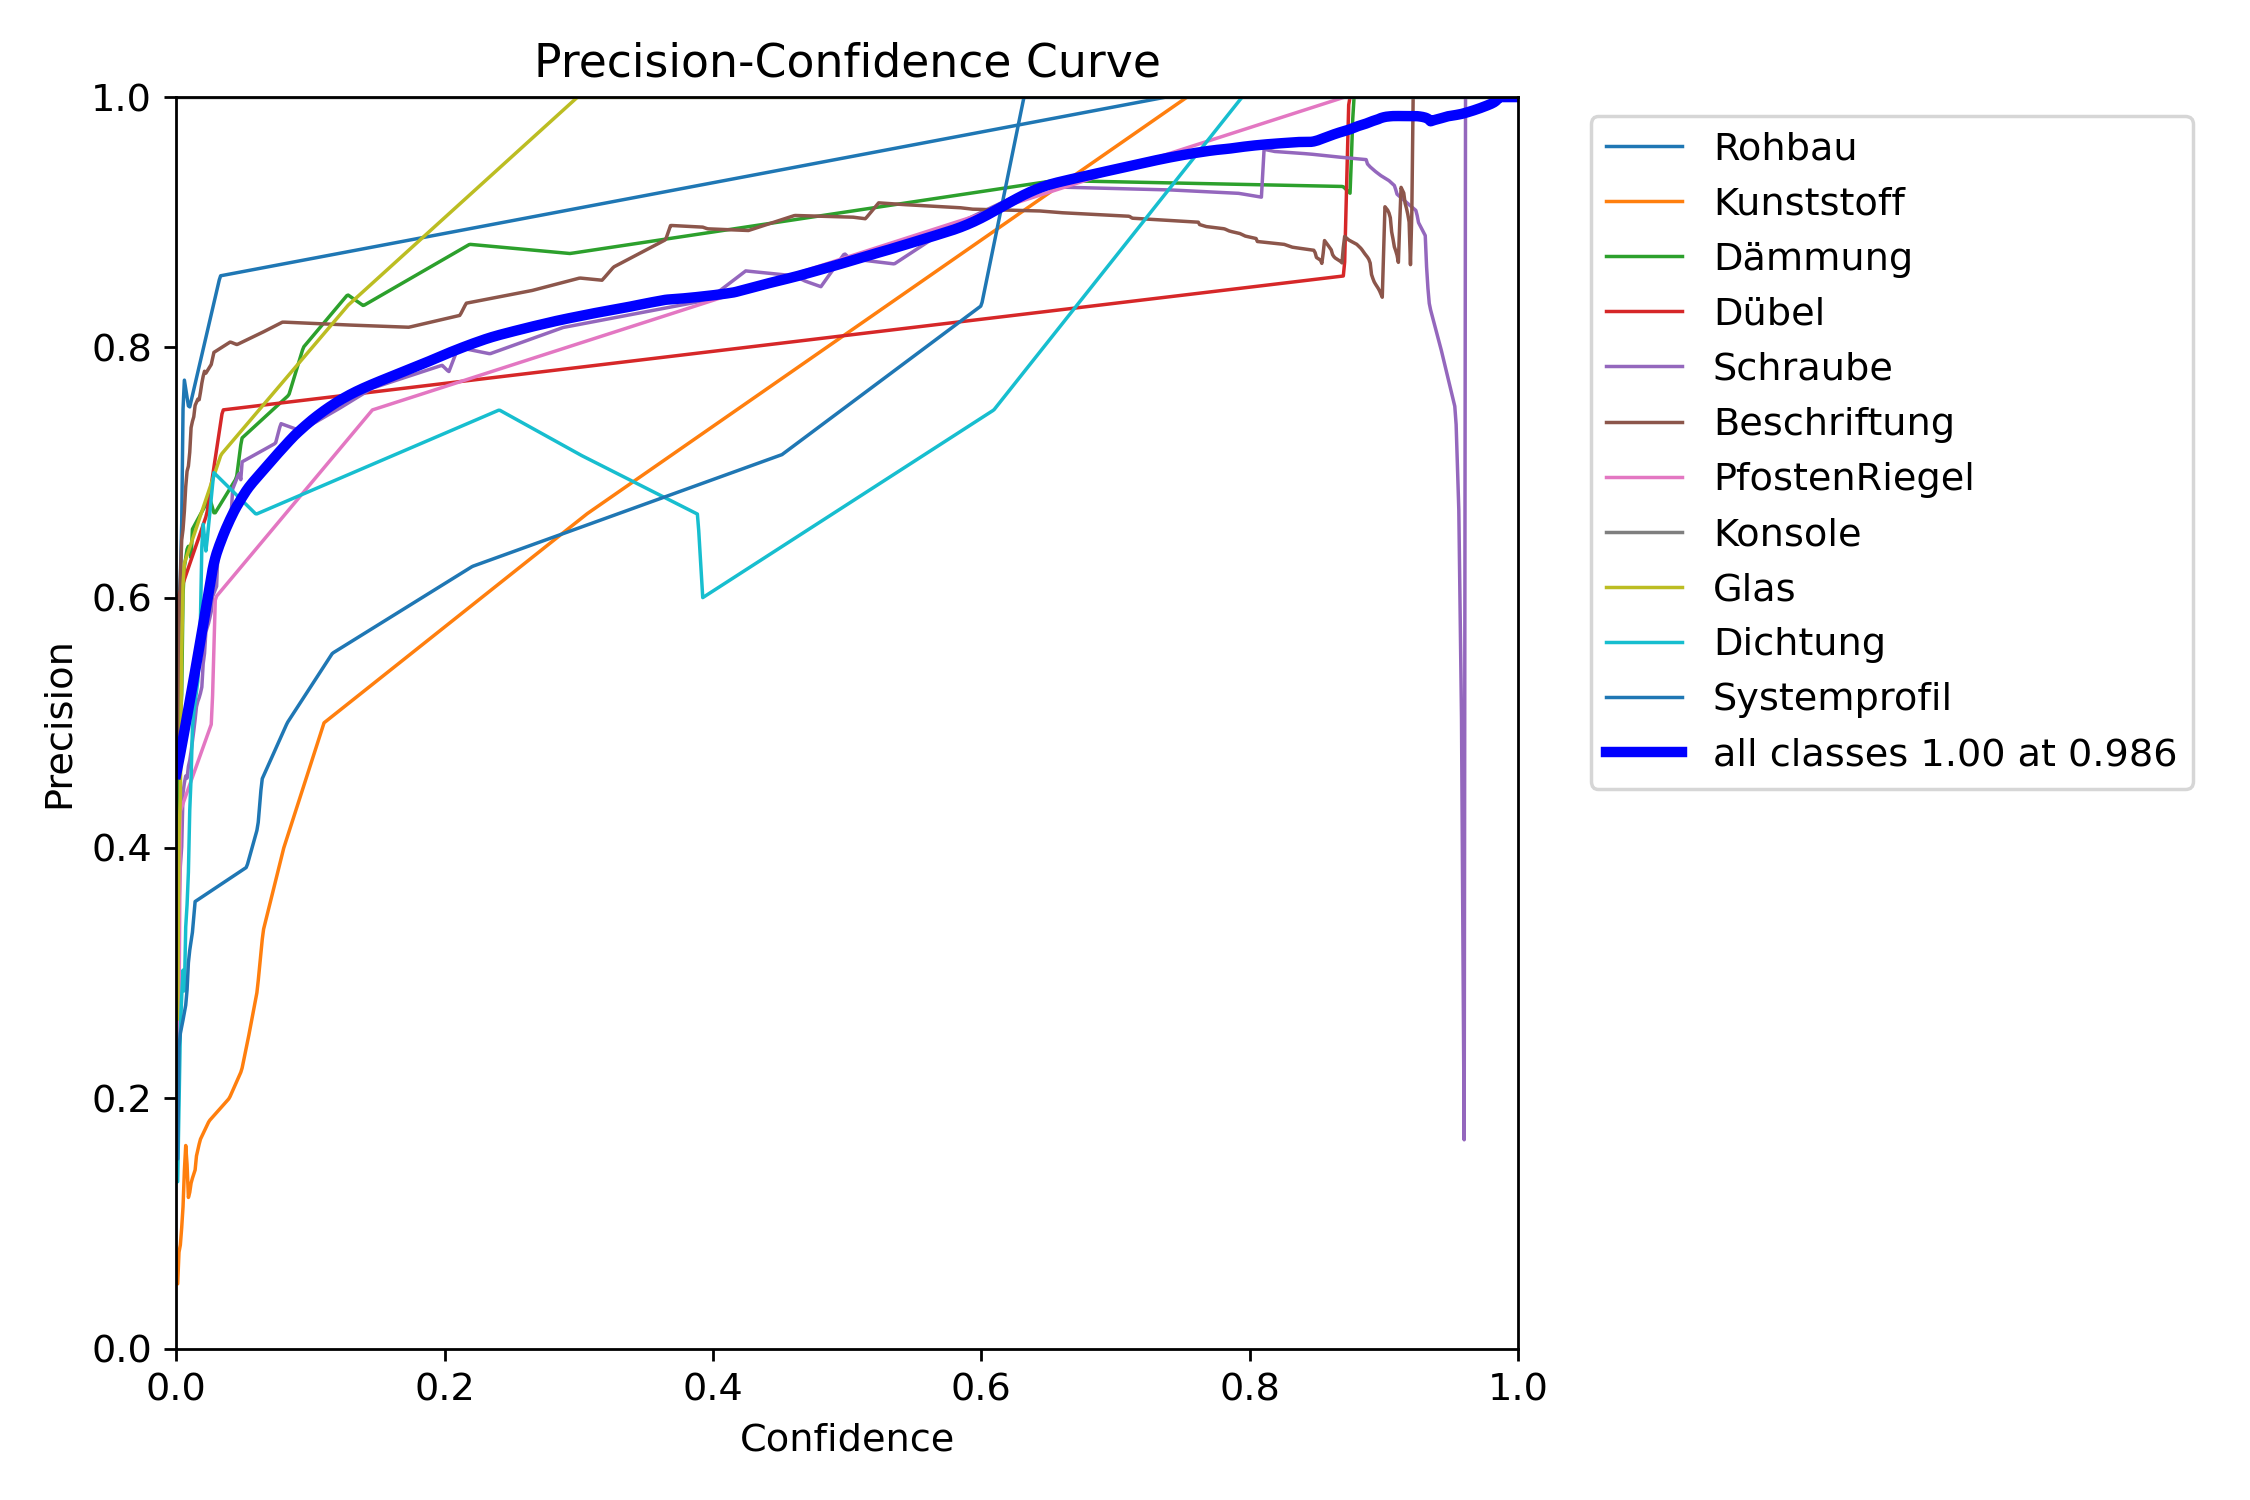 Precision-Confidence Curve
1.0
0.8
0.6
0.4
0.2
0.0
Precision
0.0 0.2 0.4 0.6 0.8 1.0
Confidence
Rohbau
Kunststoff
Dämmung
Dübel
Schraube
Beschriftung
PfostenRiegel
Konsole
Glas
Dichtung
Systemprofil
all classes 1.00 at 0.986